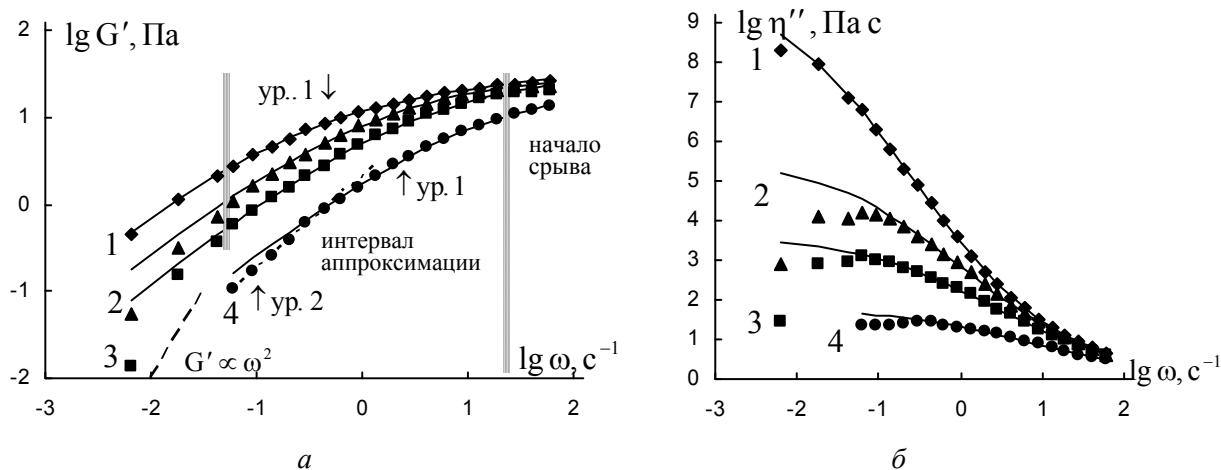 lg G′, Па
2
1
0
-1
-2
ур.. 1 ↓
начало
срыва
↑ ур. 1
интервал
аппроксимации
1
2
3
4
↑ ур. 2
G′ ∝ ω²
lg ω, с⁻¹
-3 -2 -1 0 1 2
а
lg η′′, Па с
9
8
7
6
5
4
3
2
1
0
1
2
3
4
lg ω, с⁻¹
-3 -2 -1 0 1 2
б